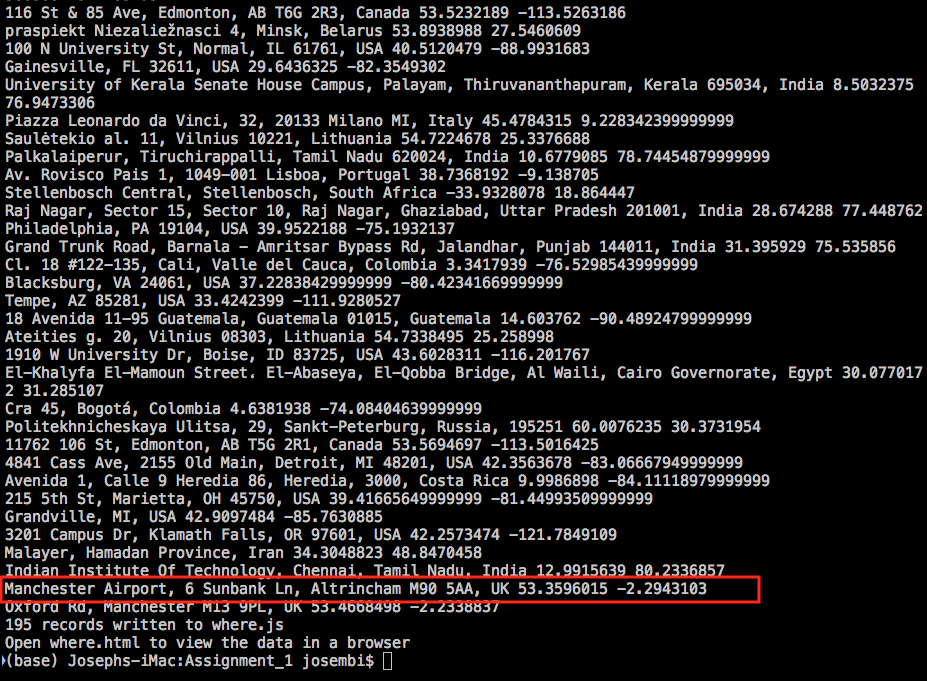 116 St & 85 Ave, Edmonton, AB T6G 2R3, Canada 53.5232189 -113.5263186
praspiekt Niezaliežnasci 4, Minsk, Belarus 53.8938988 27.5460609
100 N University St, Normal, IL 61761, USA 40.5120479 -88.9931683
Gainesville, FL 32611, USA 29.6436325 -82.3549302
University of Kerala Senate House Campus, Palayam, Thiruvananthapuram, Kerala 695034, India 8.5032375
76.9473306
Piazza Leonardo da Vinci, 32, 20133 Milano MI, Italy 45.4784315 9.228342399999999
Saulėtekio al. 11, Vilnius 10221, Lithuania 54.7224678 25.3376688
Palkalaiperur, Tiruchirappalli, Tamil Nadu 620024, India 10.6779085 78.74454879999999
Av. Rovisco Pais 1, 1049-001 Lisboa, Portugal 38.7368192 -9.138705
Stellenbosch Central, Stellenbosch, South Africa -33.9328078 18.864447
Raj Nagar, Sector 15, Sector 10, Raj Nagar, Ghaziabad, Uttar Pradesh 201001, India 28.674288 77.448762
Philadelphia, PA 19104, USA 39.9522188 -75.1932137
Grand Trunk Road, Barnala - Amritsar Bypass Rd, Jalandhar, Punjab 144011, India 31.395929 75.535856
Cl. 18 #122-135, Cali, Valle del Cauca, Colombia 3.3417939 -76.52985439999999
Blacksburg, VA 24061, USA 37.22838429999999 -80.42341669999999
Tempe, AZ 85281, USA 33.4242399 -111.9280527
18 Avenida 11-95 Guatemala, Guatemala 01015, Guatemala 14.603762 -90.48924799999999
Ateities g. 20, Vilnius 08303, Lithuania 54.7338495 25.258998
1910 W University Dr, Boise, ID 83725, USA 43.6028311 -116.201767
El-Khalyfa El-Mamoun Street، El-Abaseya, El-Qobba Bridge, Al Waili, Cairo Governorate, Egypt 30.077017
2 31.285107
Cra 45, Bogotá, Colombia 4.6381938 -74.08404639999999
Politekhnicheskaya Ulitsa, 29, Sankt-Peterburg, Russia, 195251 60.0076235 30.3731954
11762 106 St, Edmonton, AB T5G 2R1, Canada 53.5694697 -113.5016425
4841 Cass Ave, 2155 Old Main, Detroit, MI 48201, USA 42.3563678 -83.06667949999999
Avenida 1, Calle 9 Heredia 86, Heredia, 3000, Costa Rica 9.9986898 -84.11118979999999
215 5th St, Marietta, OH 45750, USA 39.41665649999999 -81.44993509999999
Grandville, MI, USA 42.9097484 -85.7630885
3201 Campus Dr, Klamath Falls, OR 97601, USA 42.2573474 -121.7849109
Malayer, Hamadan Province, Iran 34.3048823 48.8470458
Indian Institute Of Technology, Chennai, Tamil Nadu, India 12.9915639 80.2336857
Manchester Airport, 6 Sunbank Ln, Altrincham M90 5AA, UK 53.3596015 -2.2943103
Oxford Rd, Manchester M13 9PL, UK 53.4668498 -2.2338837
195 records written to where.js
Open where.html to view the data in a browser
(base) Josephs-iMac:Assignment_1 josembi$